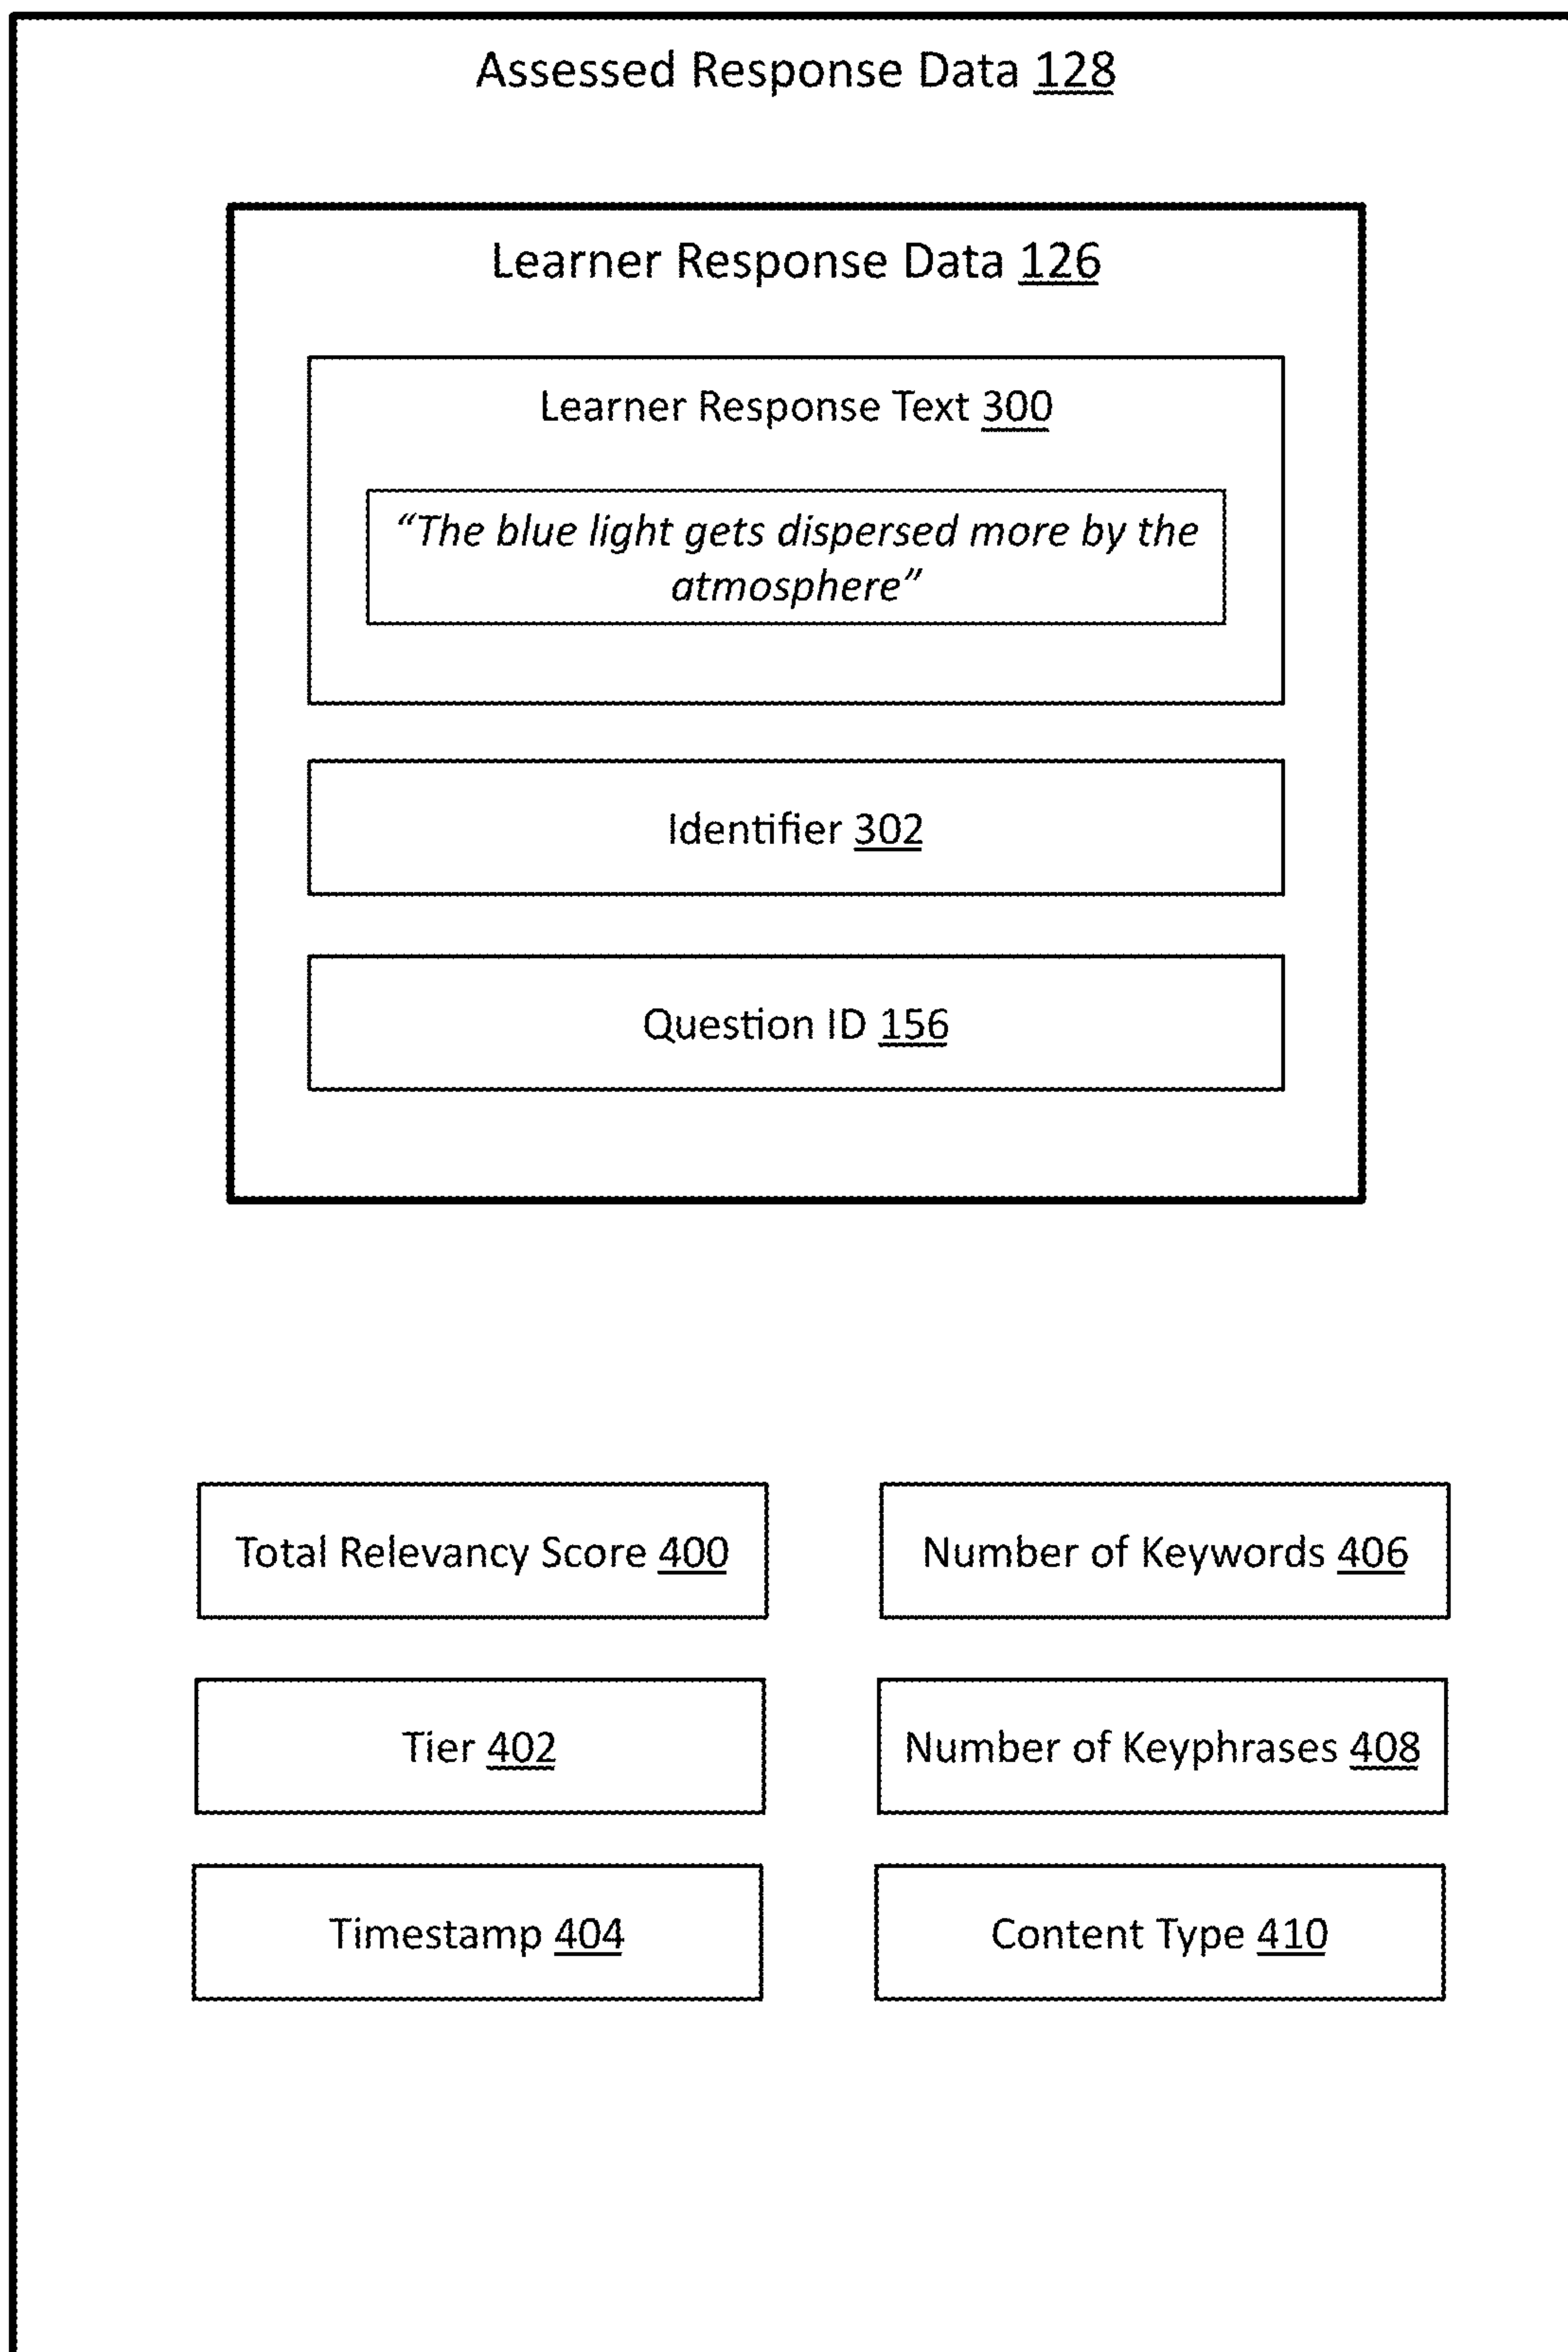 Assessed Response Data 128
Learner Response Data 126
Learner Response Text 300
“The blue light gets dispersed more by the
atmosphere”
Identifier 302
Question ID 156
Total Relevancy Score 400
Number of Keywords 406
Tier 402
Number of Keyphrases 408
Timestamp 404
Content Type 410